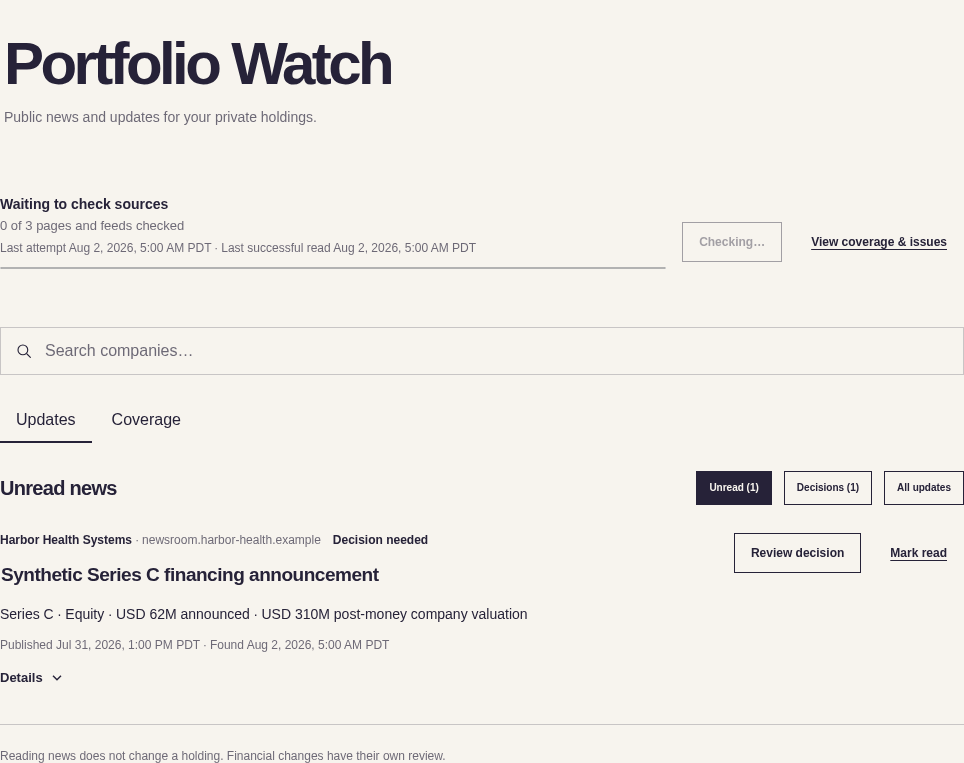 Portfolio Watch
Public news and updates for your private holdings.
Waiting to check sources
0 of 3 pages and feeds checked
Last attempt Aug 2, 2026, 5:00 AM PDT · Last successful read Aug 2, 2026, 5:00 AM PDT
Checking…
View coverage & issues
Search companies…
Updates
Coverage
Unread news
Unread (1)
Decisions (1)
All updates
Harbor Health Systems · newsroom.harbor-health.example Decision needed
Review decision
Mark read
Synthetic Series C financing announcement
Series C · Equity · USD 62M announced · USD 310M post-money company valuation
Published Jul 31, 2026, 1:00 PM PDT · Found Aug 2, 2026, 5:00 AM PDT
Details
Reading news does not change a holding. Financial changes have their own review.